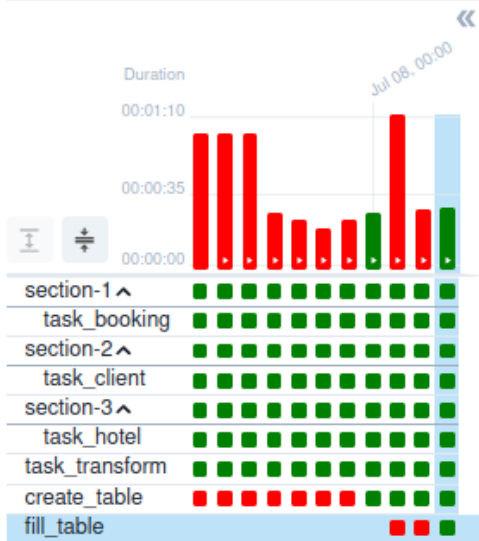 Duration
Jul 08, 00:00
00:01:10
00:00:35
00:00:00
section-1
task_booking
section-2
task_client
section-3
task_hotel
task_transform
create_table
fill_table